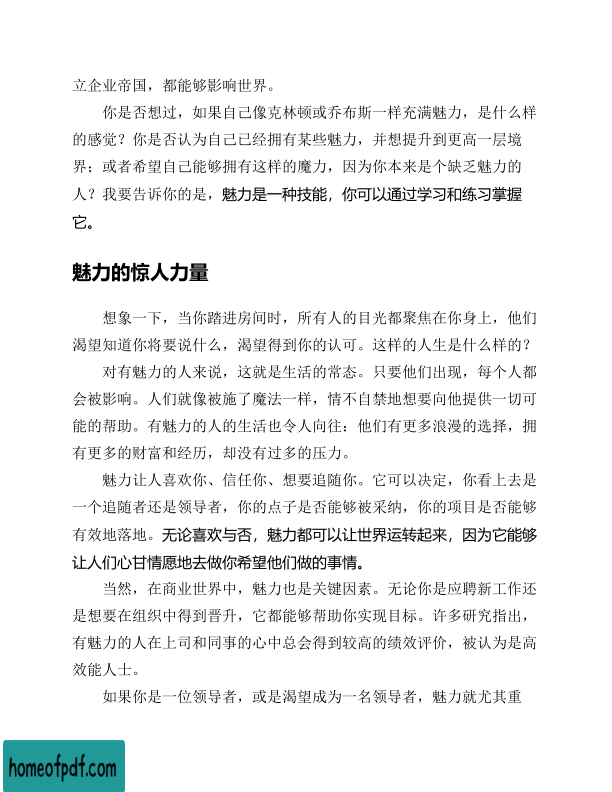 立企业帝国，都能够影响世界。
你是否想过，如果自己像克林顿或乔布斯一样充满魅力，是什么样
的感觉？你是否认为自己已经拥有某些魅力，并想提升到更高一层境
界；或者希望自己能够拥有这样的魔力，因为你本来是个缺乏魅力的
人？我要告诉你的是，魅力是一种技能，你可以通过学习和练习掌握
它。
魅力的惊人力量
想象一下，当你踏进房间时，所有人的目光都聚焦在你身上，他们
渴望知道你将要说什么，渴望得到你的认可。这样的人生是什么样的？
对有魅力的人来说，这就是生活的常态。只要他们出现，每个人都
会被影响。人们就像被施了魔法一样，情不自禁地想要向他提供一切可
能的帮助。有魅力的人的生活也令人向往：他们有更多浪漫的选择，拥
有更多的财富和经历，却没有过多的压力。
魅力让人喜欢你、信任你、想要追随你。它可以决定，你看上去是
一个追随者还是领导者，你的点子是否能够被采纳，你的项目是否能够
有效地落地。无论喜欢与否，魅力都可以让世界运转起来，因为它能够
让人们心甘情愿地去做你希望他们做的事情。
当然，在商业世界中，魅力也是关键因素。无论你是应聘新工作还
是想要在组织中得到晋升，它都能够帮助你实现目标。许多研究指出，
有魅力的人在上司和同事的心中总会得到较高的绩效评价，被认为是高
效能人士。
如果你是一位领导者，或是渴望成为一名领导者，魅力就尤其重
homeofpdf.com